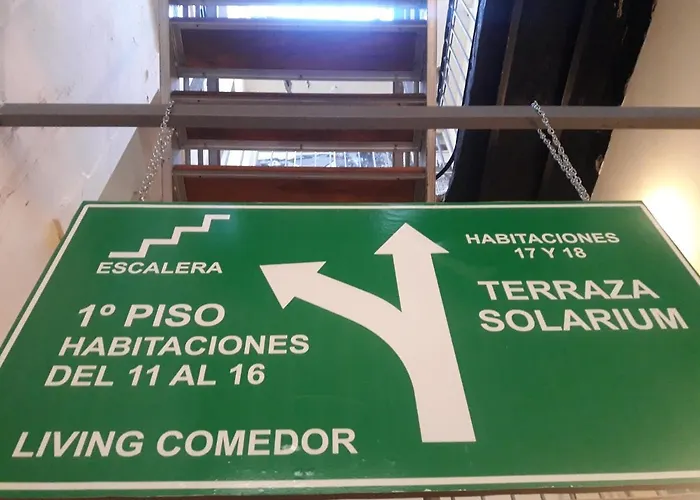 ESCALERA
1º PISO
HABITACIONES
DEL 11 AL 16
LIVING COMEDOR
HABITACIONES
17 Y 18
TERRAZA
SOLARIUM